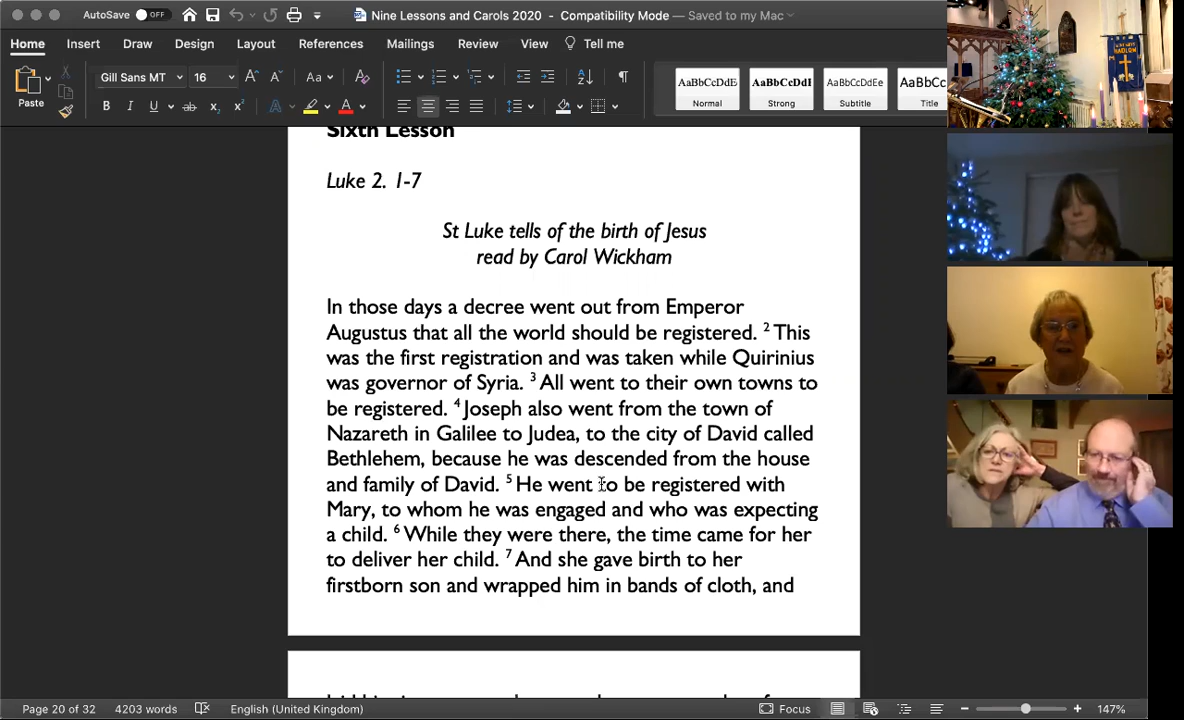 AutoSave OFF
Nine Lessons and Carols 2020 - Compatibility Mode — Saved to my Mac
Home Insert Draw Design Layout References Mailings Review View Tell me
Paste
Gill Sans MT 16
AaBbCcDdE AaBbCcDdI AaBbCcDdEe AaBbCcD
Normal Strong Subtitle Title
Sixth Lesson
Luke 2. 1-7
St Luke tells of the birth of Jesus
read by Carol Wickham
In those days a decree went out from Emperor
Augustus that all the world should be registered. ² This
was the first registration and was taken while Quirinius
was governor of Syria. ³ All went to their own towns to
be registered. ⁴ Joseph also went from the town of
Nazareth in Galilee to Judea, to the city of David called
Bethlehem, because he was descended from the house
and family of David. ⁵ He went to be registered with
Mary, to whom he was engaged and who was expecting
a child. ⁶ While they were there, the time came for her
to deliver her child. ⁷ And she gave birth to her
firstborn son and wrapped him in bands of cloth, and
Page 20 of 32 4203 words English (United Kingdom) Focus 147%
HADLOW